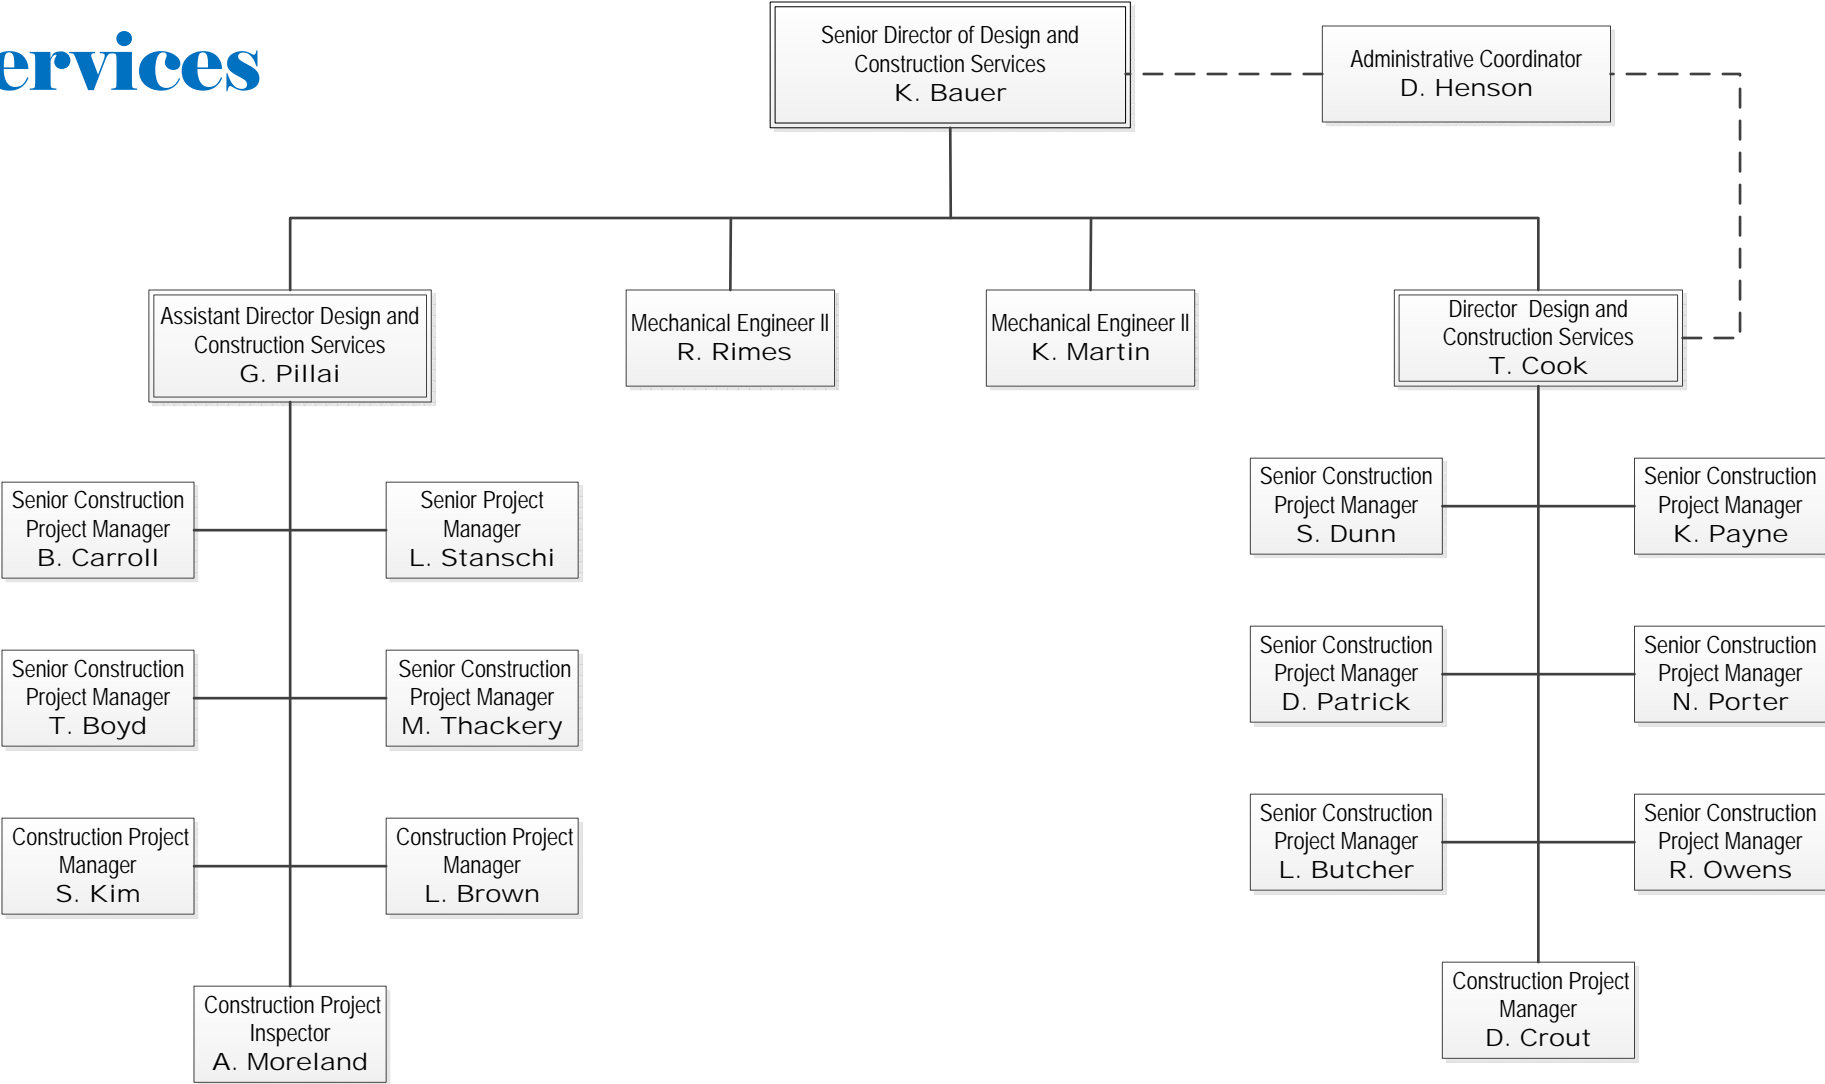 ervices
Senior Director of Design and
Construction Services
K. Bauer
Administrative Coordinator
D. Henson
Assistant Director Design and
Construction Services
G. Pillai
Mechanical Engineer II
R. Rimes
Mechanical Engineer II
K. Martin
Director Design and
Construction Services
T. Cook
Senior Construction
Project Manager
B. Carroll
Senior Project
Manager
L. Stanschi
Senior Construction
Project Manager
T. Boyd
Senior Construction
Project Manager
M. Thackery
Construction Project
Manager
S. Kim
Construction Project
Manager
L. Brown
Construction Project
Inspector
A. Moreland
Senior Construction
Project Manager
S. Dunn
Senior Construction
Project Manager
K. Payne
Senior Construction
Project Manager
D. Patrick
Senior Construction
Project Manager
N. Porter
Senior Construction
Project Manager
L. Butcher
Senior Construction
Project Manager
R. Owens
Construction Project
Manager
D. Crout